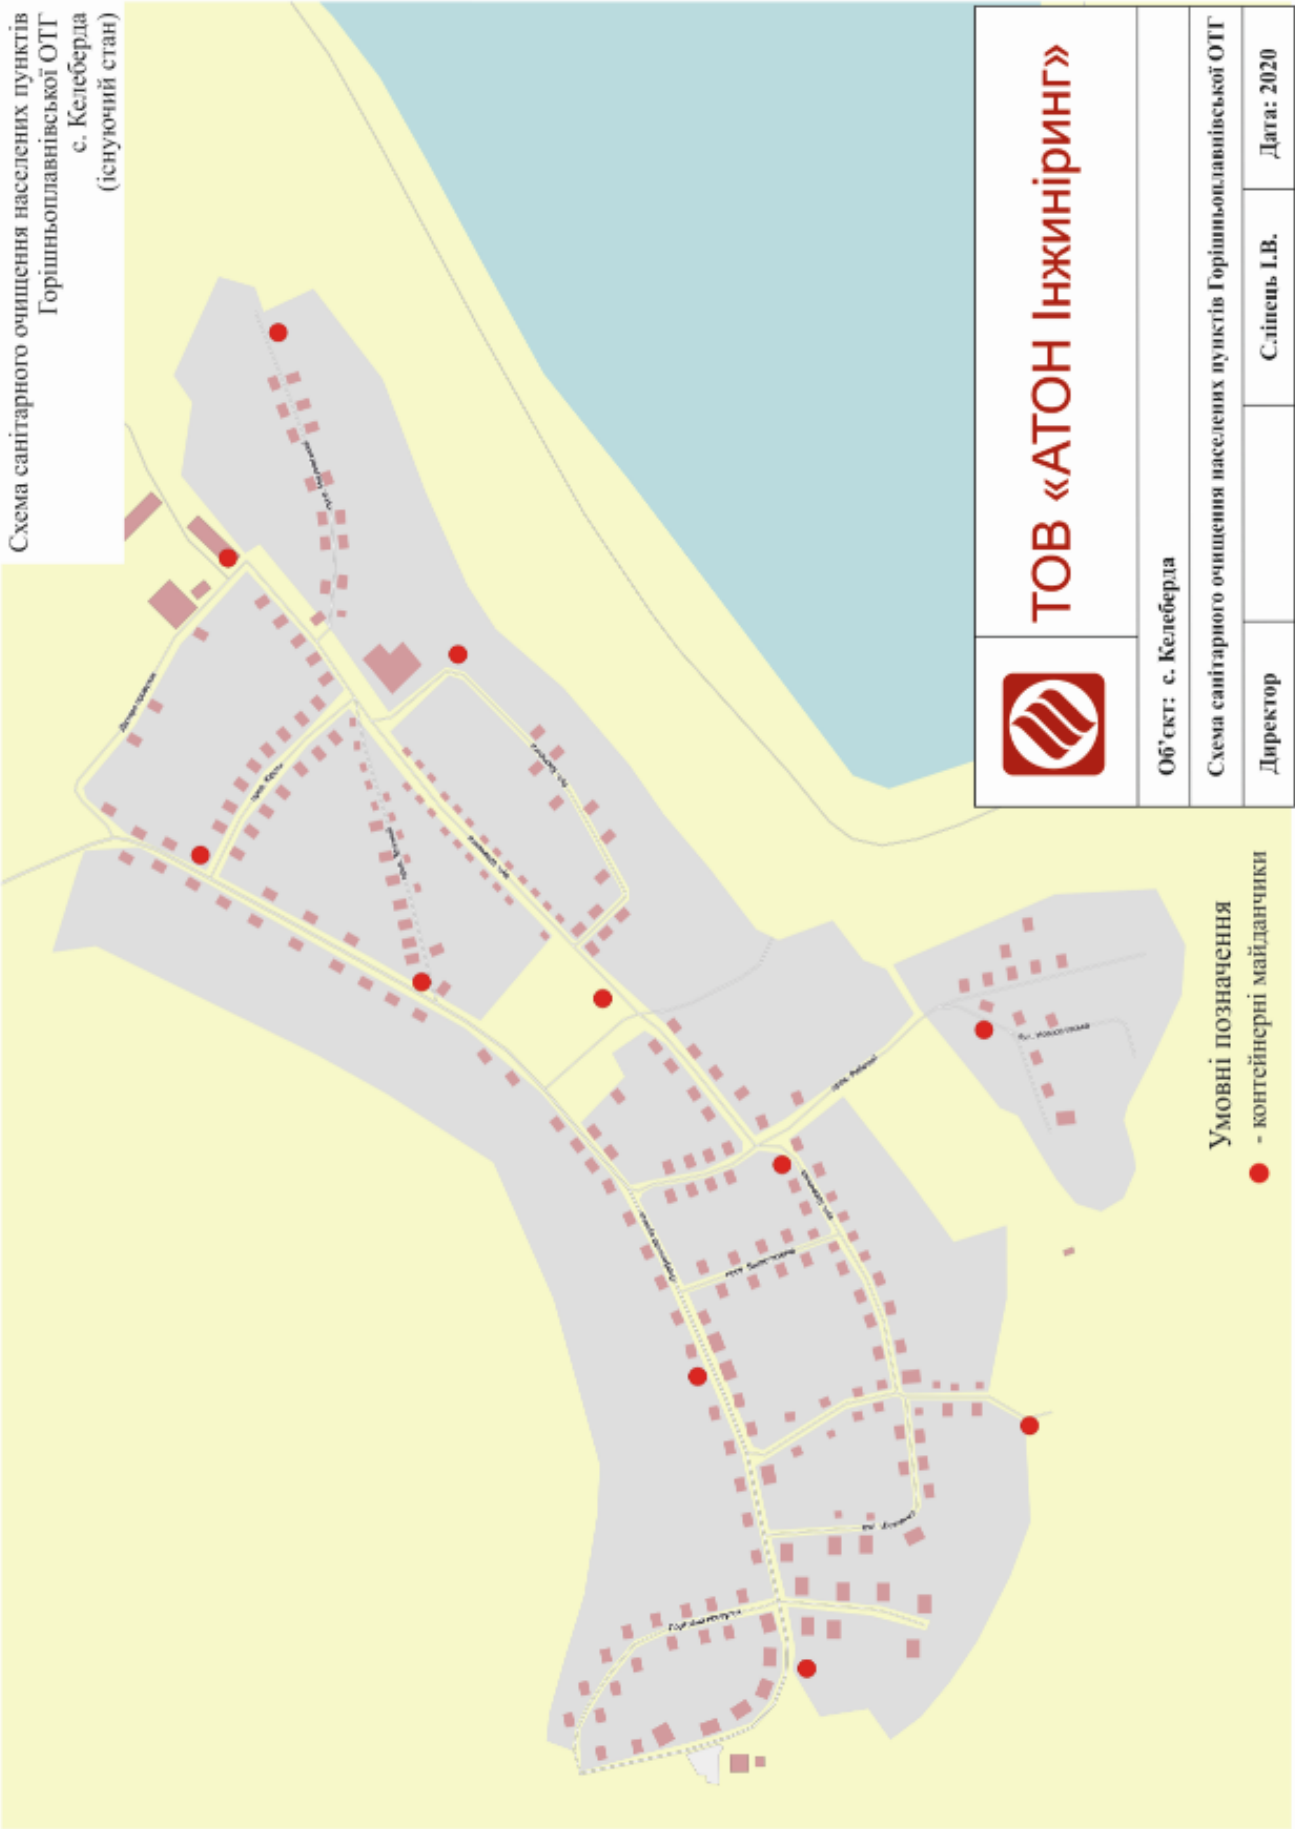 Схема санітарного очищення населених пунктів
Горішньоплавнівської ОТГ
с. Келеберда
(існуючий стан)
ТОВ «АТОН Інжиніринг»
Об'єкт: с. Келеберда
Схема санітарного очищення населених пунктів Горішньоплавнівської ОТГ
Директор
Сліпець І.В.
Дата: 2020
Умовні позначення
- контейнерні майданчики